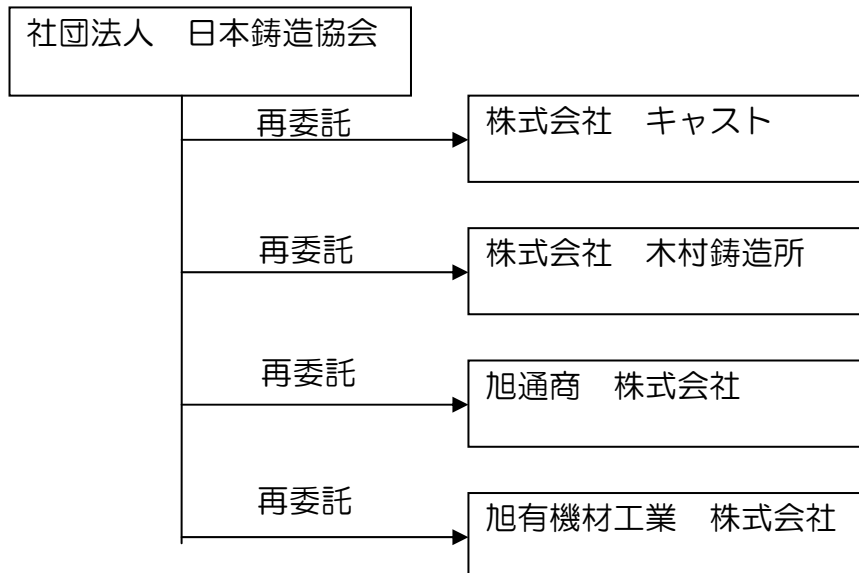 社団法人　日本鋳造協会
再委託
株式会社　キャスト
再委託
株式会社　木村鋳造所
再委託
旭通商　株式会社
再委託
旭有機材工業　株式会社